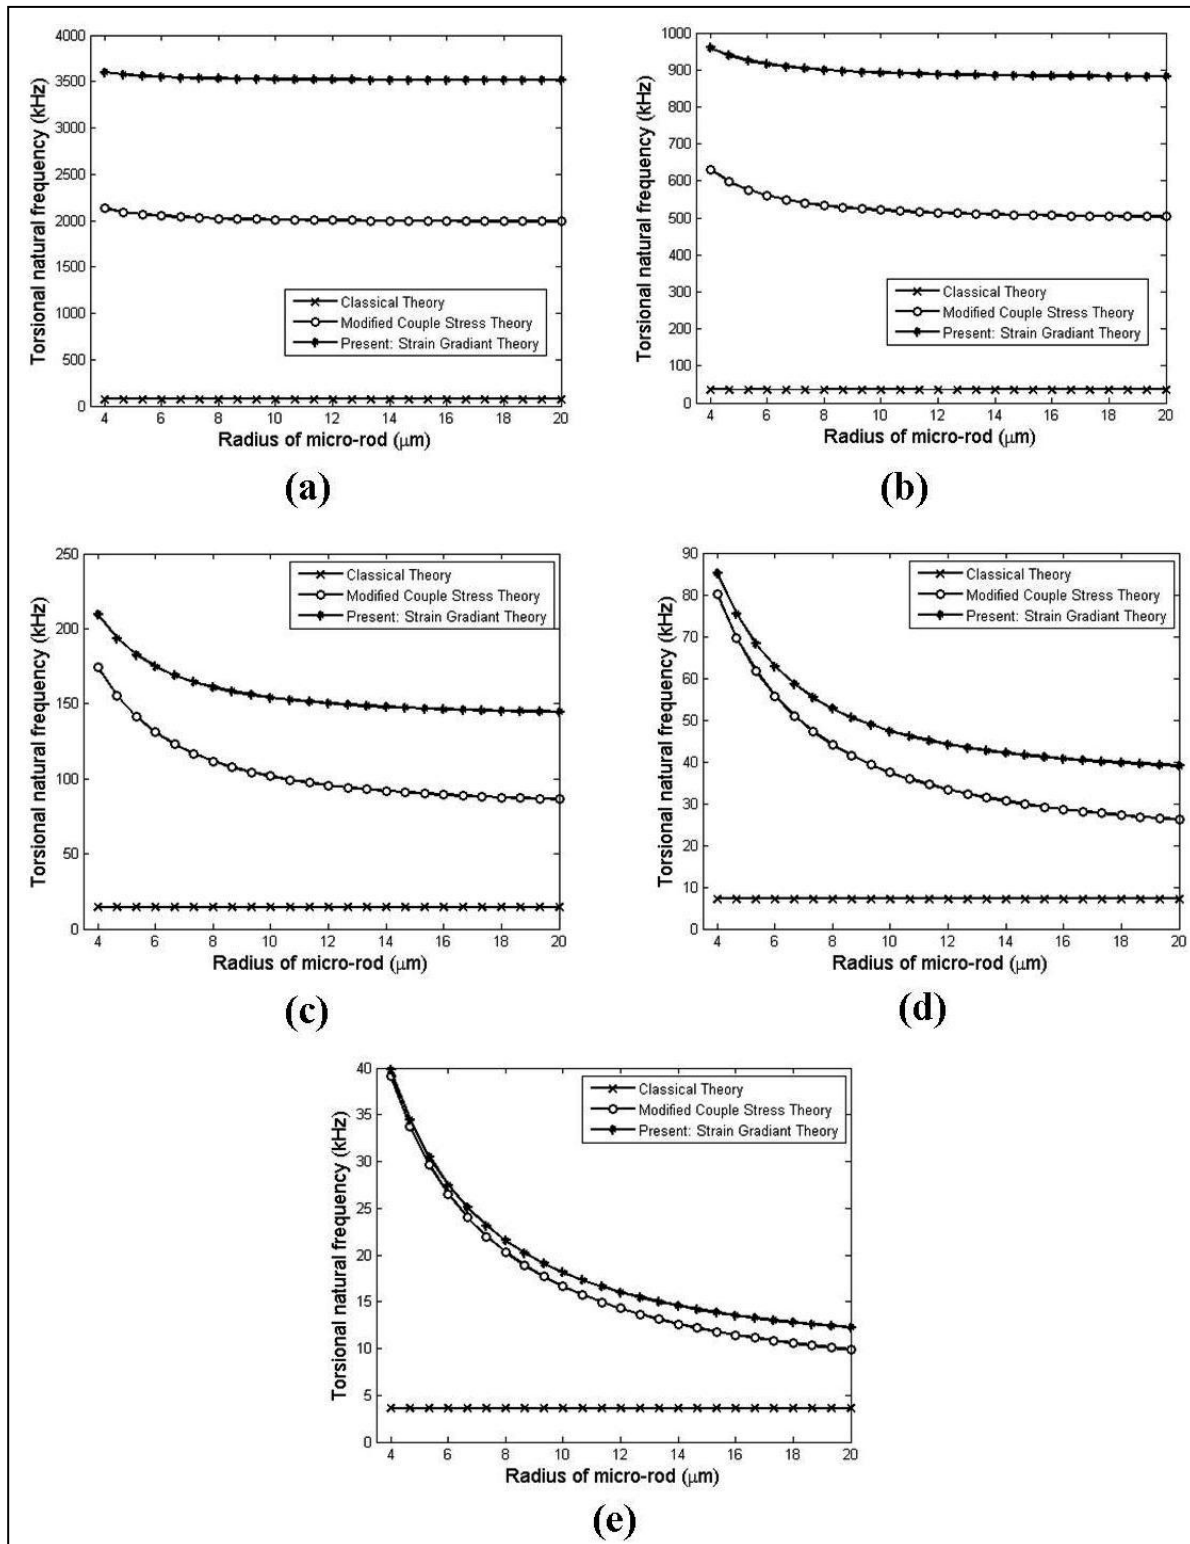 4000
3500
3000
2500
2000
1500
1000
500
0
Torsional natural frequency (kHz)
Classical Theory
Modified Couple Stress Theory
Present: Strain Gradiant Theory
4 6 8 10 12 14 16 18 20
Radius of micro-rod (μm)
(a)
1000
900
800
700
600
500
400
300
200
100
0
Torsional natural frequency (kHz)
Classical Theory
Modified Couple Stress Theory
Present: Strain Gradiant Theory
4 6 8 10 12 14 16 18 20
Radius of micro-rod (μm)
(b)
250
200
150
100
50
0
Torsional natural frequency (kHz)
Classical Theory
Modified Couple Stress Theory
Present: Strain Gradiant Theory
4 6 8 10 12 14 16 18 20
Radius of micro-rod (μm)
(c)
90
80
70
60
50
40
30
20
10
0
Torsional natural frequency (kHz)
Classical Theory
Modified Couple Stress Theory
Present: Strain Gradiant Theory
4 6 8 10 12 14 16 18 20
Radius of micro-rod (μm)
(d)
40
35
30
25
20
15
10
5
0
Torsional natural frequency (kHz)
Classical Theory
Modified Couple Stress Theory
Present: Strain Gradiant Theory
4 6 8 10 12 14 16 18 20
Radius of micro-rod (μm)
(e)